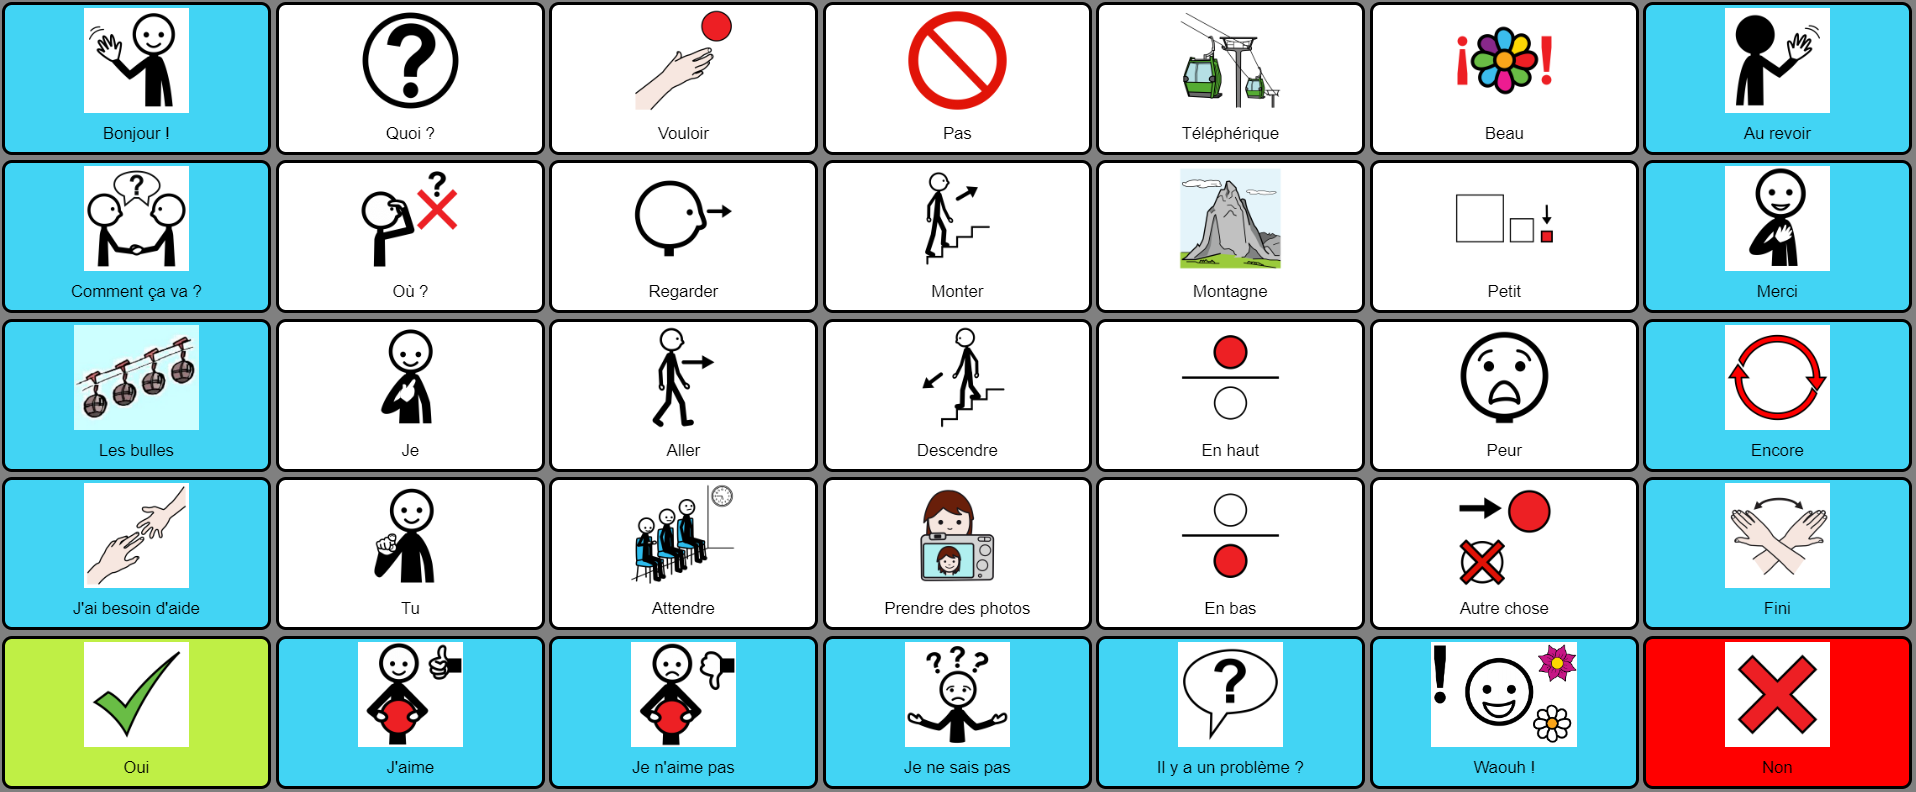 Bonjour !
Quoi ?
Vouloir
Pas
Téléphérique
Beau
Au revoir
Comment ça va ?
Où ?
Regarder
Monter
Montagne
Petit
Merci
Les bulles
Je
Aller
Descendre
En haut
Peur
Encore
J'ai besoin d'aide
Tu
Attendre
Prendre des photos
En bas
Autre chose
Fini
Oui
J'aime
Je n'aime pas
Je ne sais pas
Il y a un problème ?
Waouh !
Non